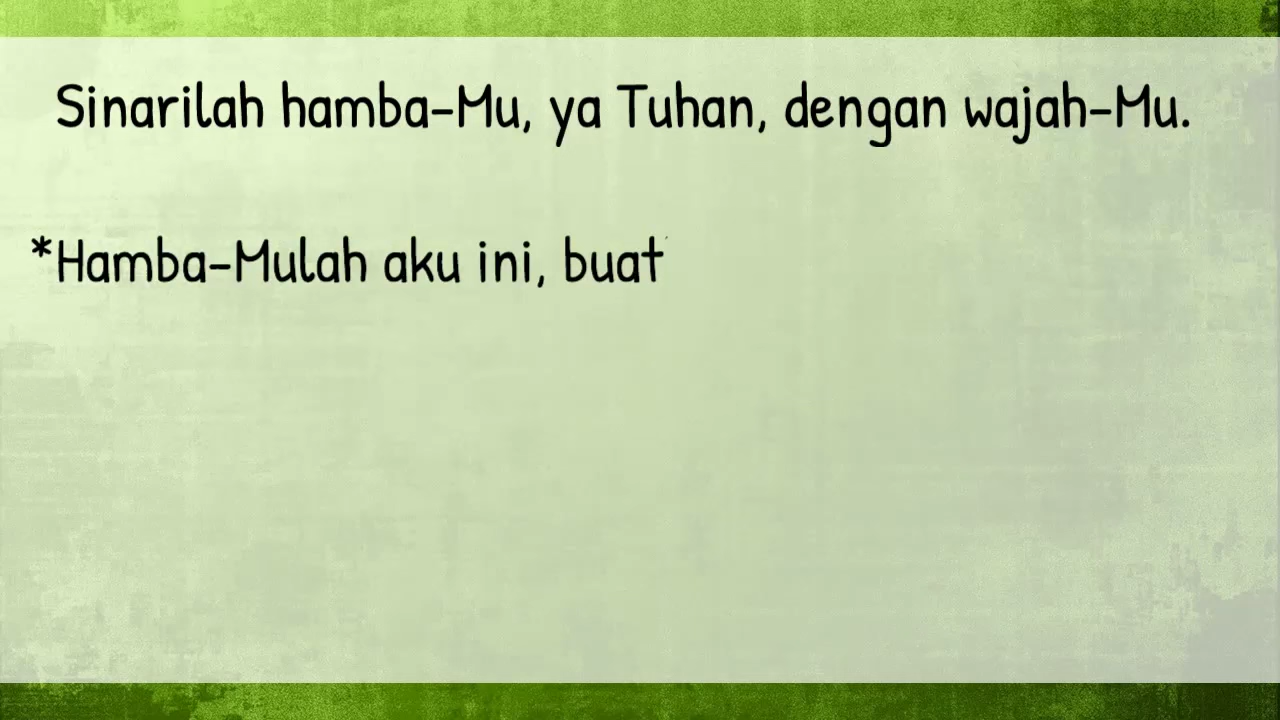 Sinarilah hamba-Mu, ya Tuhan, dengan wajah-Mu.
*Hamba-Mulah aku ini, buat